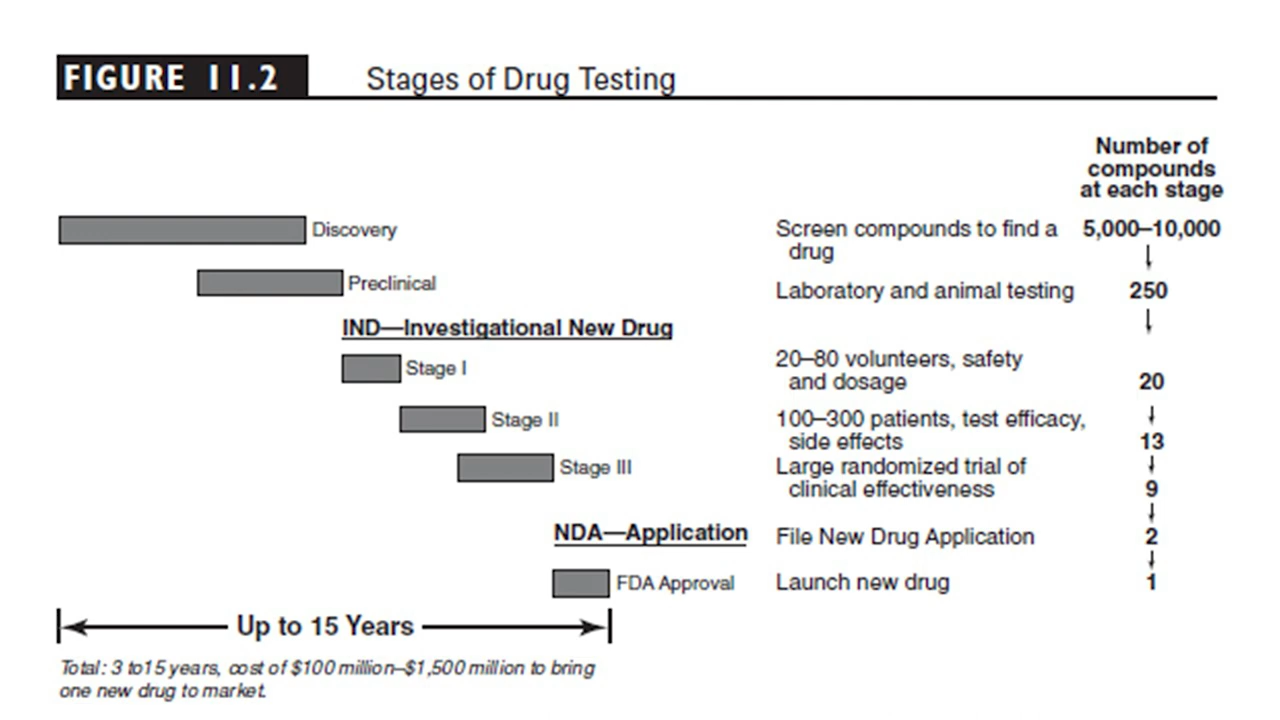 FIGURE 11.2 Stages of Drug Testing
Number of
compounds
at each stage
Discovery Screen compounds to find a 5,000–10,000
drug
Preclinical Laboratory and animal testing 250
IND—Investigational New Drug
Stage I 20–80 volunteers, safety
and dosage 20
Stage II 100–300 patients, test efficacy,
side effects 13
Stage III Large randomized trial of
clinical effectiveness 9
NDA—Application File New Drug Application 2
FDA Approval Launch new drug 1
Up to 15 Years
Total: 3 to15 years, cost of $100 million–$1,500 million to bring
one new drug to market.